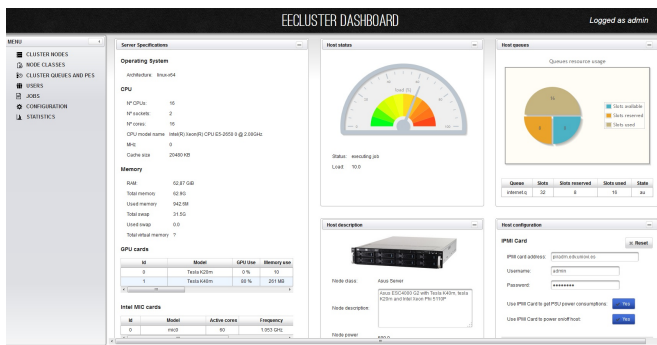 EECLUSTER DASHBOARD
Logged as admin
MENU
CLUSTER NODES
NODE CLASSES
CLUSTER QUEUES AND PES
USERS
JOBS
CONFIGURATION
STATISTICS
Server Specifications
Operating System
Architecture: linux-x64
CPU
Nº CPUs: 16
Nº sockets: 2
Nº cores: 16
CPU model name: Intel(R) Xeon(R) CPU E5-2650 0 @ 2.00GHz
MHz: 0
Cache size 20480 KB
Memory
RAM: 62.87 GiB
Total memory 62.9G
Used memory 942.6M
Total swap 31.5G
Used swap 0.0
Total virtual memory ?
GPU cards
Id Model GPU Use Memory use
0 Tesla K20m 0 % 10
1 Tesla K40m 80 % 261 MB
Intel MIC cards
Id Model Active cores Frequency
0 mic0 60 1.053 GHz
Host status
load (%)
Status: executing job
Load: 10.0
Host description
Node class: Asus Server
Node description:
Asus ESC4000 G2 with Tesla K40m, tesla
K20m and Intel Xeon Phi 5110P
Node power
Host queues
Queues resource usage
16
8
8
Slots available
Slots reserved
Slots used
Queue Slots Slots reserved Slots used State
internet.q 32 8 16 au
Host configuration
IPMI Card
Reset
IPMI card address:
Username: admin
Password: ••••••••
Use IPMI Card to get PSU power consumptions: Yes
Use IPMI Card to power on/off host: Yes